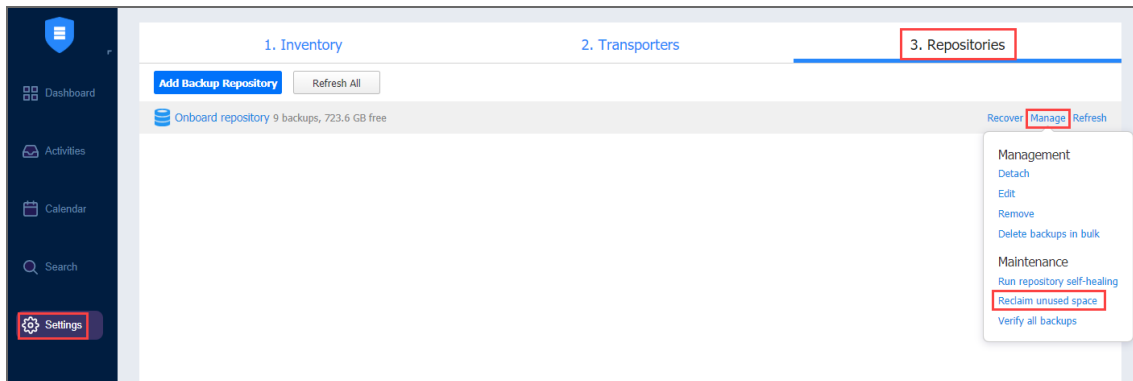 1. Inventory
2. Transporters
3. Repositories
Add Backup Repository
Refresh All
Dashboard
Onboard repository 9 backups, 723.6 GB free
Recover Manage Refresh
Activities
Management
Detach
Edit
Calendar
Remove
Delete backups in bulk
Maintenance
Search
Run repository self-healing
Reclaim unused space
Settings
Verify all backups